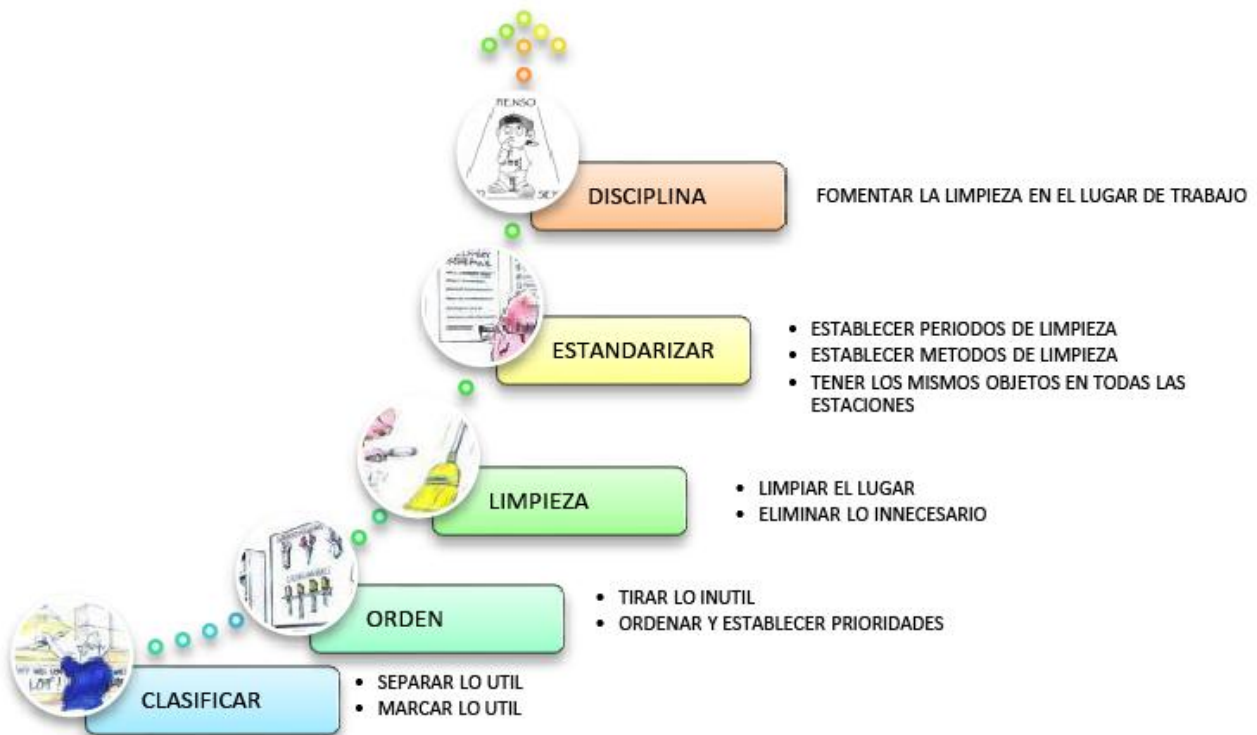 PIENSO
DISCIPLINA
FOMENTAR LA LIMPIEZA EN EL LUGAR DE TRABAJO
ESTANDARIZAR
• ESTABLECER PERIODOS DE LIMPIEZA
• ESTABLECER METODOS DE LIMPIEZA
• TENER LOS MISMOS OBJETOS EN TODAS LAS
ESTACIONES
LIMPIEZA
• LIMPIAR EL LUGAR
• ELIMINAR LO INNECESARIO
ORDEN
• TIRAR LO INUTIL
• ORDENAR Y ESTABLECER PRIORIDADES
LOT!
CLASIFICAR
• SEPARAR LO UTIL
• MARCAR LO UTIL